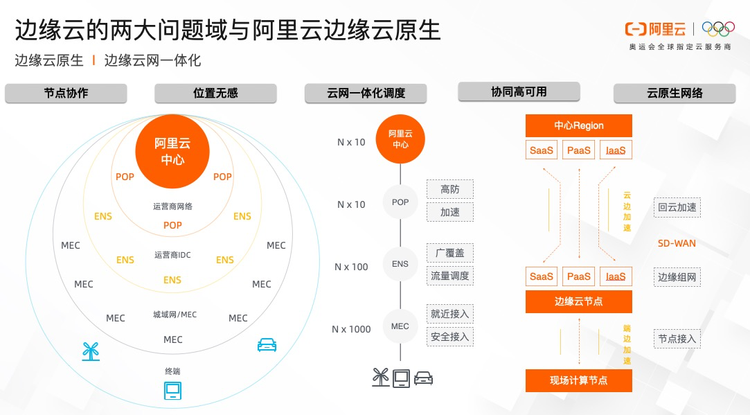 边缘云的两大问题域与阿里云边缘云原生
阿里云
奥运会全球指定云服务商
边缘云原生 | 边缘云网一体化
节点协作
位置无感
云网一体化调度
协同高可用
云原生网络
阿里云
中心
POP
POP
运营商网络
POP
ENS
ENS
MEC
运营商IDC
MEC
ENS
ENS
ENS
MEC
MEC
MEC
城域网/MEC
MEC
MEC
终端
N x 10
阿里云
中心
N x 10
POP
高防
加速
N x 100
ENS
广覆盖
流量调度
N x 1000
MEC
就近接入
安全接入
中心Region
SaaS
PaaS
IaaS
云边加速
回云加速
SD-WAN
SaaS
PaaS
IaaS
边缘组网
边缘云节点
端边加速
节点接入
现场计算节点